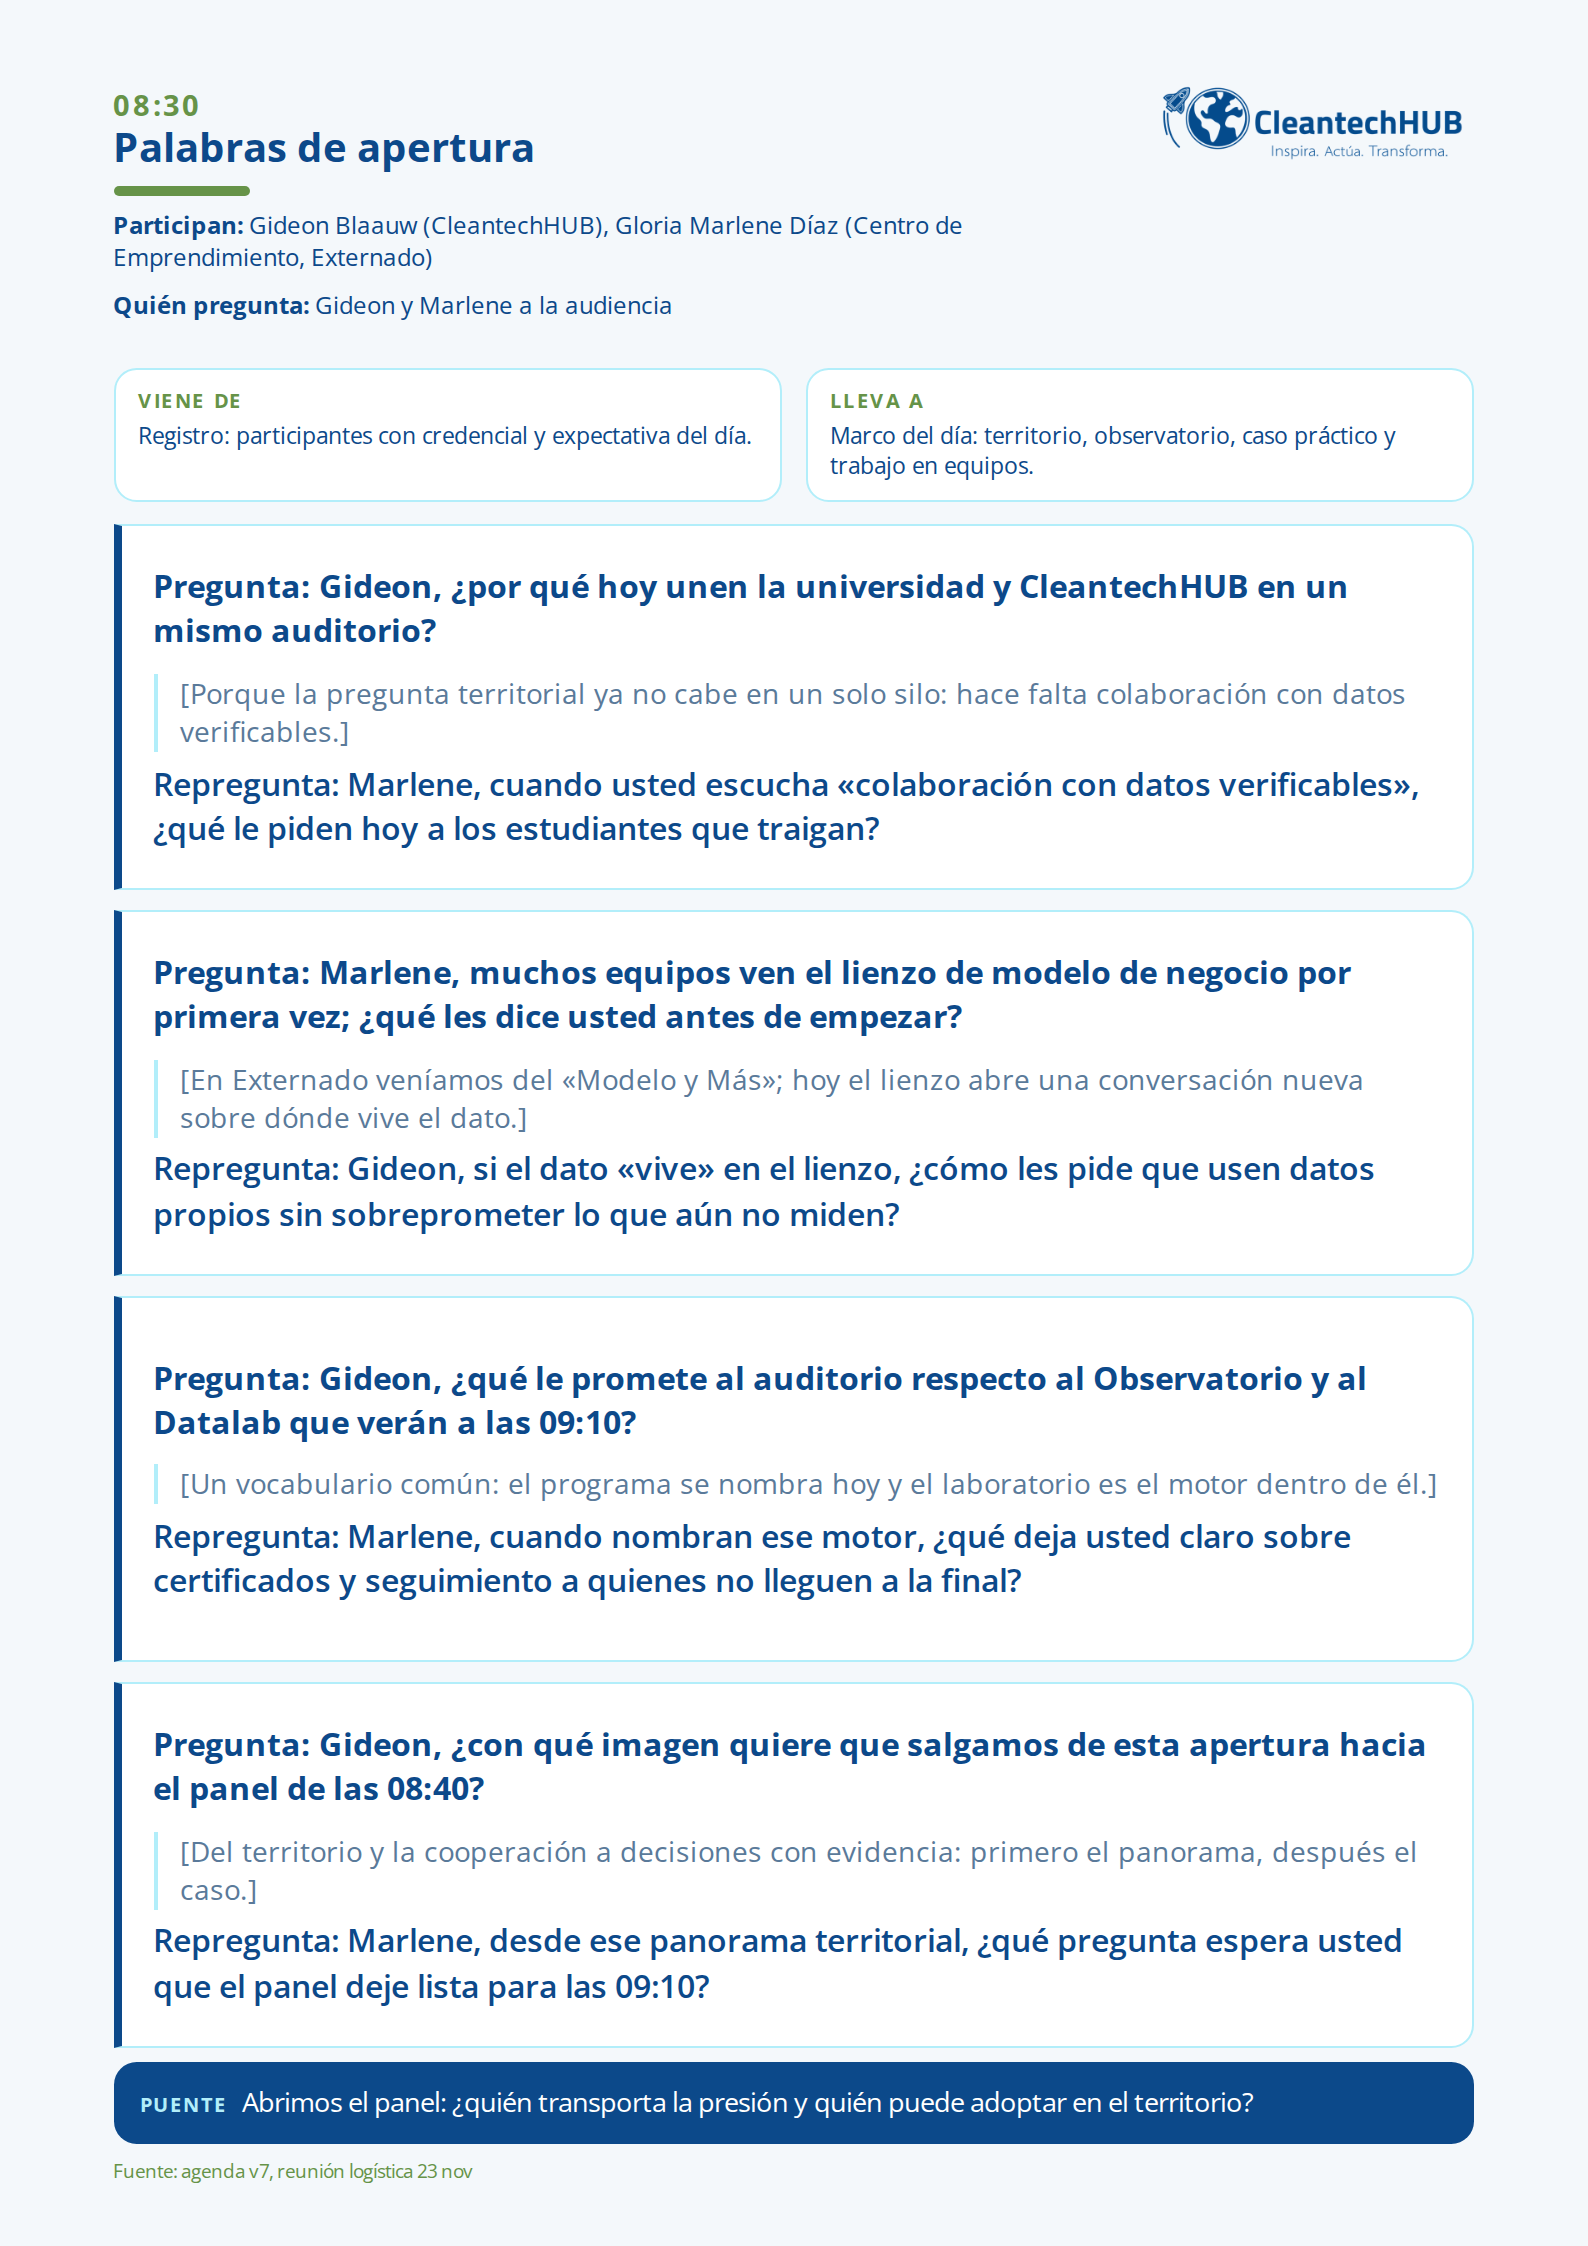 08:30
Palabras de apertura
CleantechHUB
Inspira. Actúa. Transforma.
Participan: Gideon Blaauw (CleantechHUB), Gloria Marlene Díaz (Centro de
Emprendimiento, Externado)
Quién pregunta: Gideon y Marlene a la audiencia
VIENE DE
Registro: participantes con credencial y expectativa del día.
LLEVA A
Marco del día: territorio, observatorio, caso práctico y
trabajo en equipos.
Pregunta: Gideon, ¿por qué hoy unen la universidad y CleantechHUB en un
mismo auditorio?
[Porque la pregunta territorial ya no cabe en un solo silo: hace falta colaboración con datos
verificables.]
Repregunta: Marlene, cuando usted escucha «colaboración con datos verificables»,
¿qué le piden hoy a los estudiantes que traigan?
Pregunta: Marlene, muchos equipos ven el lienzo de modelo de negocio por
primera vez; ¿qué les dice usted antes de empezar?
[En Externado veníamos del «Modelo y Más»; hoy el lienzo abre una conversación nueva
sobre dónde vive el dato.]
Repregunta: Gideon, si el dato «vive» en el lienzo, ¿cómo les pide que usen datos
propios sin sobreprometer lo que aún no miden?
Pregunta: Gideon, ¿qué le promete al auditorio respecto al Observatorio y al
Datalab que verán a las 09:10?
[Un vocabulario común: el programa se nombra hoy y el laboratorio es el motor dentro de él.]
Repregunta: Marlene, cuando nombran ese motor, ¿qué deja usted claro sobre
certificados y seguimiento a quienes no lleguen a la final?
Pregunta: Gideon, ¿con qué imagen quiere que salgamos de esta apertura hacia
el panel de las 08:40?
[Del territorio y la cooperación a decisiones con evidencia: primero el panorama, después el
caso.]
Repregunta: Marlene, desde ese panorama territorial, ¿qué pregunta espera usted
que el panel deje lista para las 09:10?
PUENTE Abrimos el panel: ¿quién transporta la presión y quién puede adoptar en el territorio?
Fuente: agenda v7, reunión logística 23 nov